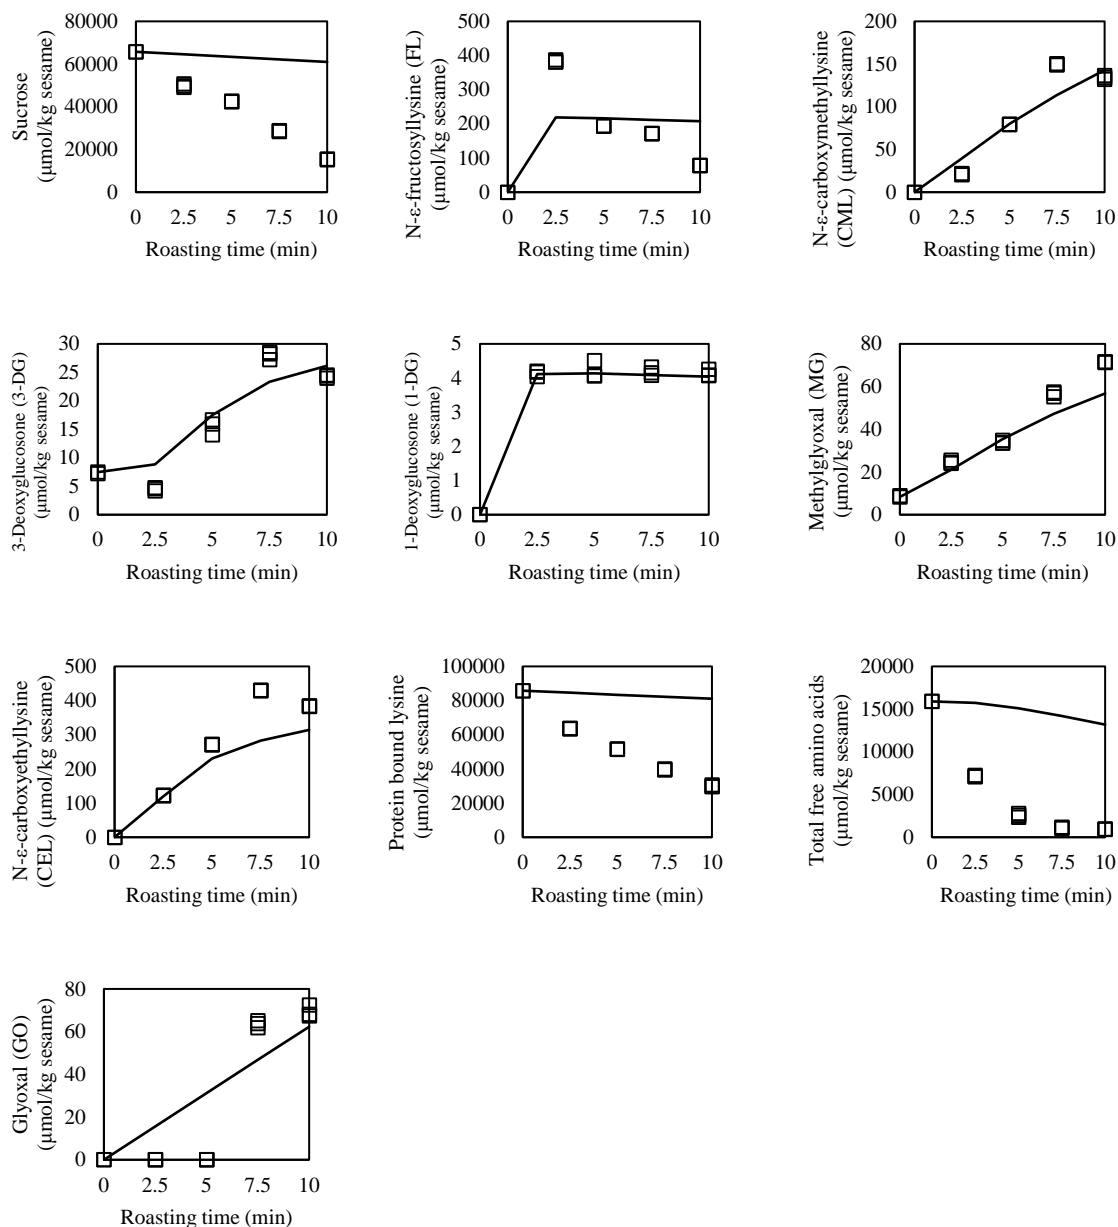 Sucrose
(µmol/kg sesame)
80000
60000
40000
20000
0
0 2.5 5 7.5 10
Roasting time (min)
N-ε-fructosyllysine (FL)
(µmol/kg sesame)
500
400
300
200
100
0
0 2.5 5 7.5 10
Roasting time (min)
N-ε-carboxymethyllysine
(CML) (µmol/kg sesame)
200
150
100
50
0
0 2.5 5 7.5 10
Roasting time (min)
3-Deoxyglucosone (3-DG)
(µmol/kg sesame)
30
25
20
15
10
5
0
0 2.5 5 7.5 10
Roasting time (min)
1-Deoxyglucosone (1-DG)
(µmol/kg sesame)
5
4
3
2
1
0
0 2.5 5 7.5 10
Roasting time (min)
Methylglyoxal (MG)
(µmol/kg sesame)
80
60
40
20
0
0 2.5 5 7.5 10
Roasting time (min)
N-ε-carboxyethyllysine
(CEL) (µmol/kg sesame)
500
400
300
200
100
0
0 2.5 5 7.5 10
Roasting time (min)
Protein bound lysine
(µmol/kg sesame)
100000
80000
60000
40000
20000
0
0 2.5 5 7.5 10
Roasting time (min)
Total free amino acids
(µmol/kg sesame)
20000
15000
10000
5000
0
0 2.5 5 7.5 10
Roasting time (min)
Glyoxal (GO)
(µmol/kg sesame)
80
60
40
20
0
0 2.5 5 7.5 10
Roasting time (min)